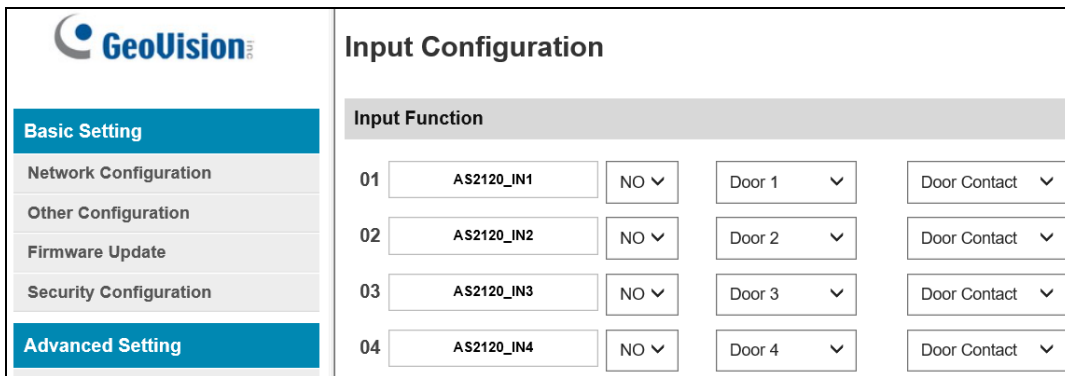 GeoVision inc
Input Configuration
Basic Setting
Network Configuration
Other Configuration
Firmware Update
Security Configuration
Advanced Setting
Input Function
01 AS2120_IN1 NO Door 1 Door Contact
02 AS2120_IN2 NO Door 2 Door Contact
03 AS2120_IN3 NO Door 3 Door Contact
04 AS2120_IN4 NO Door 4 Door Contact